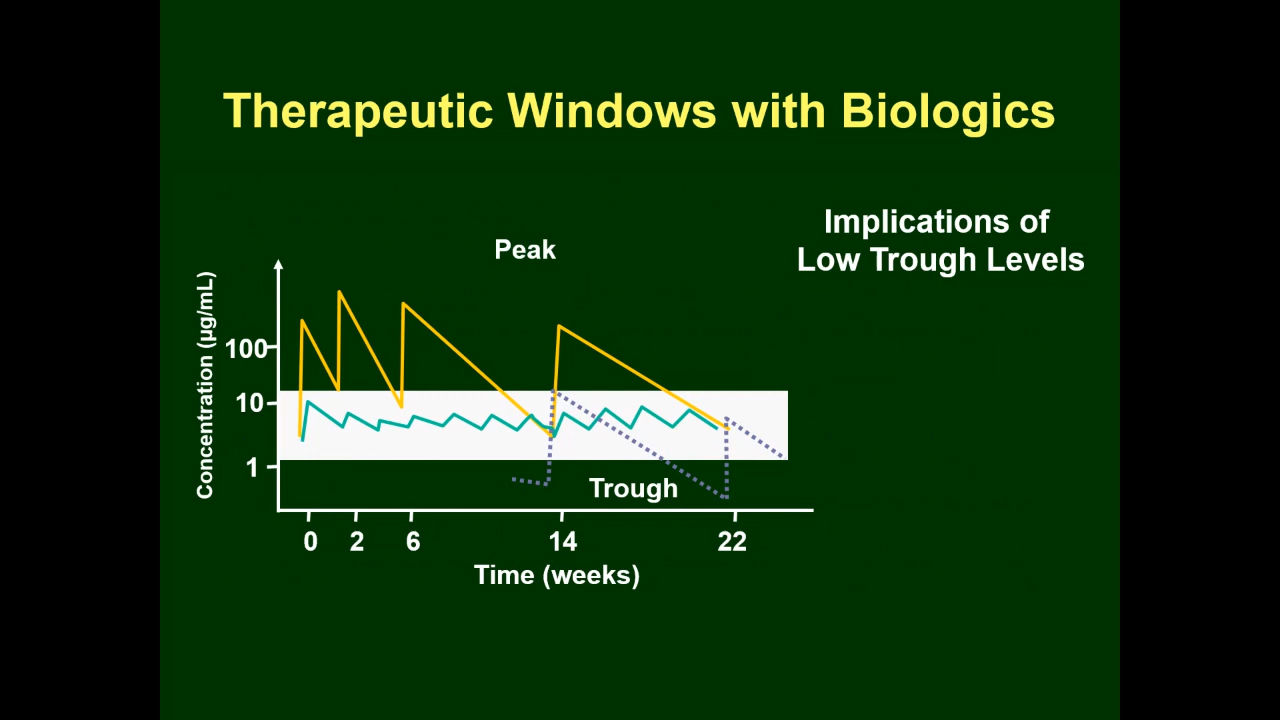 Therapeutic Windows with Biologics
Implications of
Low Trough Levels
Peak
Concentration (µg/mL)
100
10
1
Trough
0 2 6 14 22
Time (weeks)